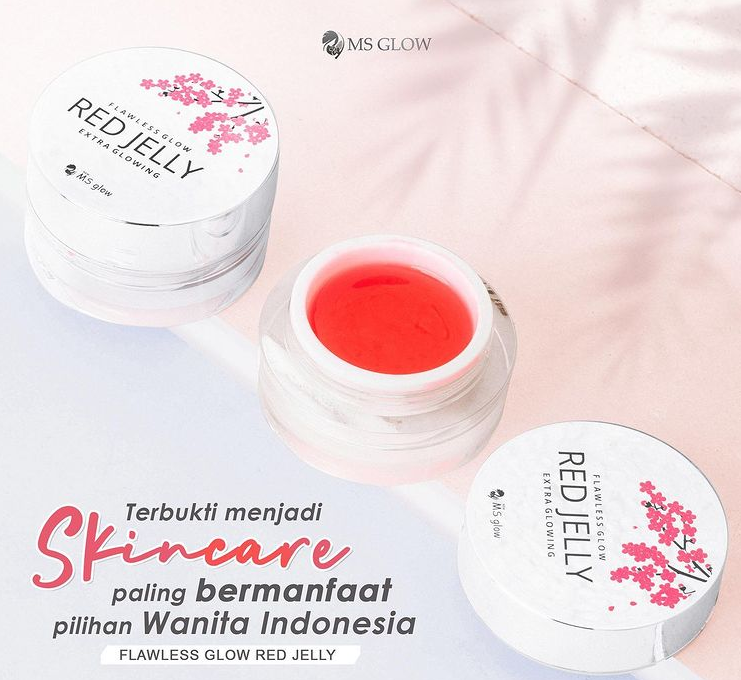 MS GLOW
FLAWLESS GLOW
RED JELLY
EXTRA GLOWING
MS glow
FLAWLESS GLOW
RED JELLY
EXTRA GLOWING
MS glow
Terbukti menjadi
Skincare
paling bermanfaat
pilihan Wanita Indonesia
FLAWLESS GLOW RED JELLY